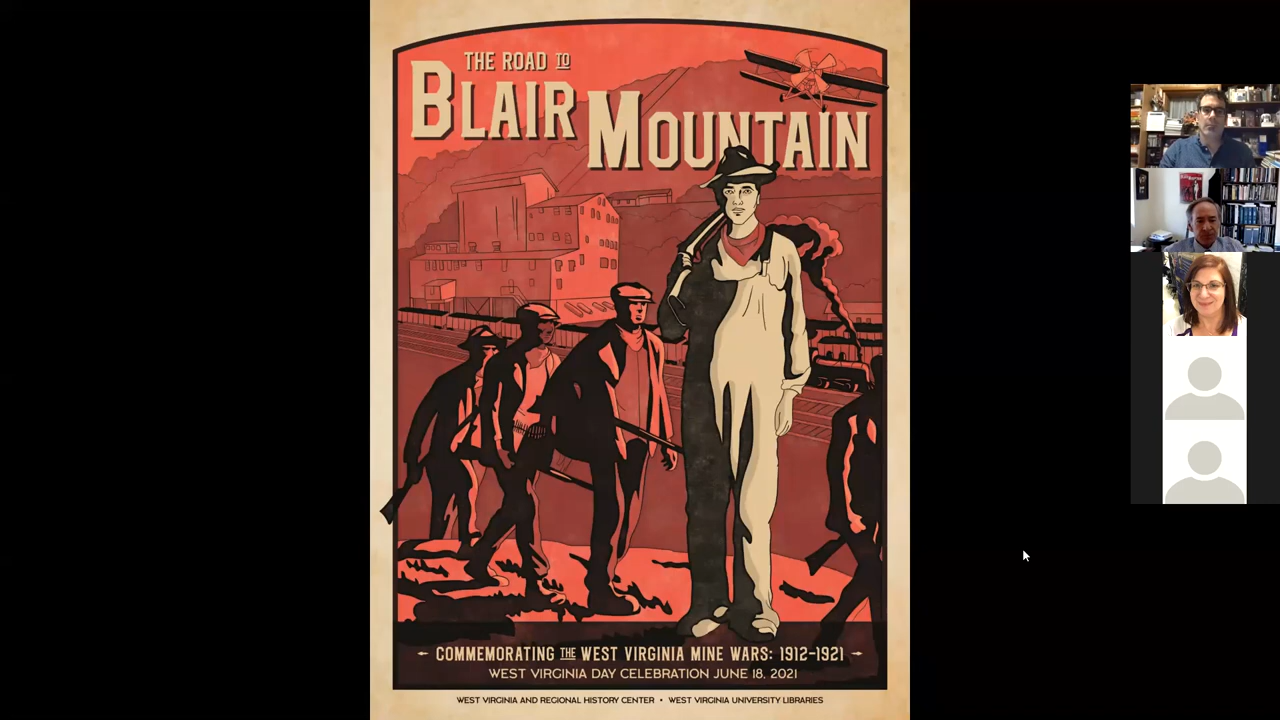 THE ROAD TO
BLAIR
MOUNTAIN
COMMEMORATING THE WEST VIRGINIA MINE WARS: 1912-1921
WEST VIRGINIA DAY CELEBRATION JUNE 18, 2021
WEST VIRGINIA AND REGIONAL HISTORY CENTER • WEST VIRGINIA UNIVERSITY LIBRARIES